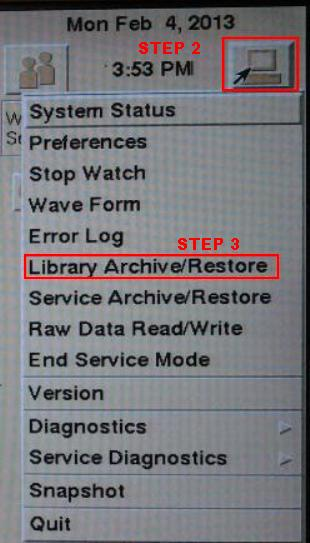 Mon Feb 4, 2013
STEP 2
3:53 PM
System Status
Preferences
Stop Watch
Wave Form
Error Log
STEP 3
Library Archive/Restore
Service Archive/Restore
Raw Data Read/Write
End Service Mode
Version
Diagnostics
Service Diagnostics
Snapshot
Quit